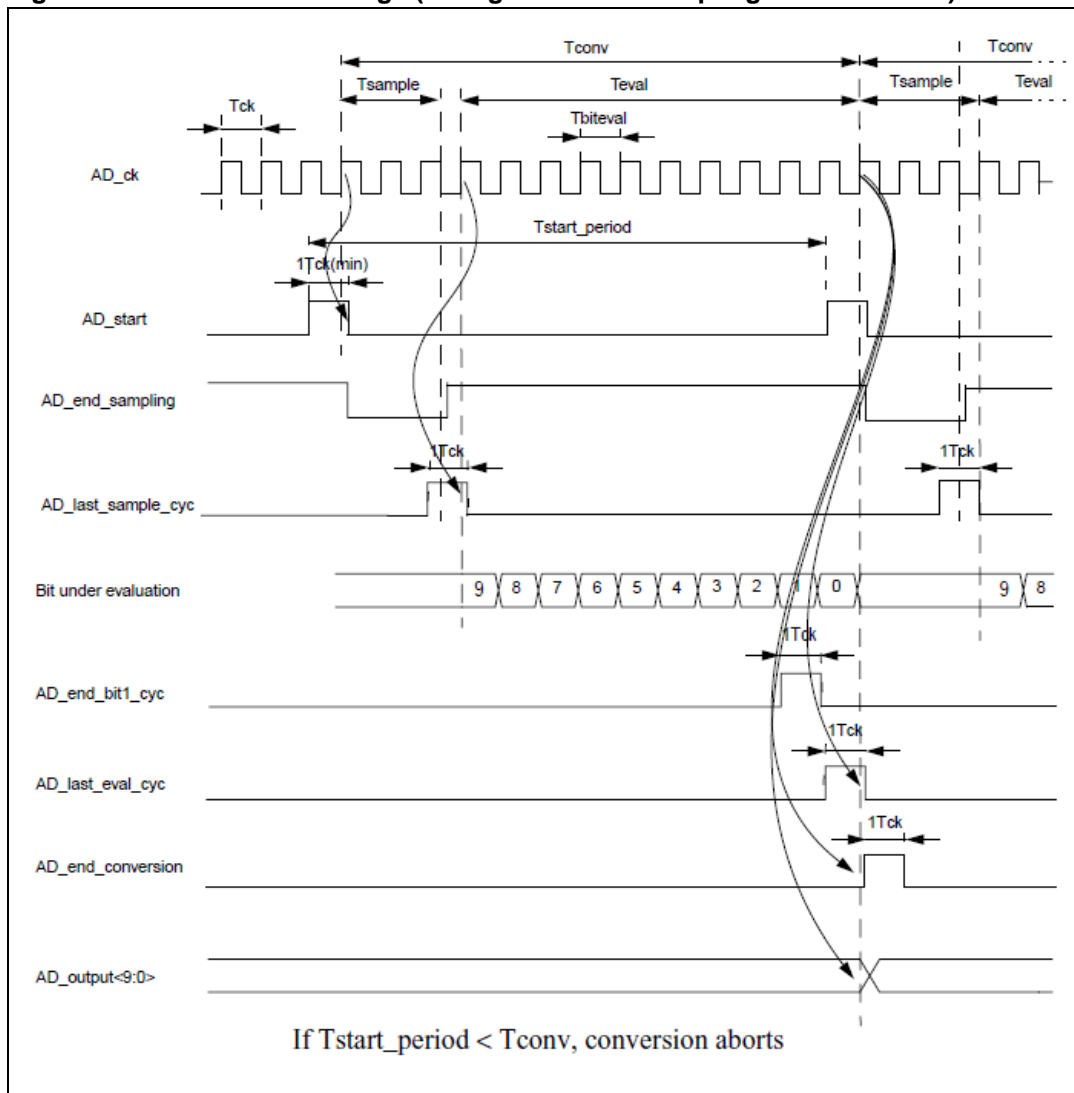 Tconv
Tconv
Tsample
Teval
Tsample
Teval
Tck
Tbiteval
AD_ck
Tstart_period
1Tck(min)
AD_start
AD_end_sampling
1Tck
1Tck
AD_last_sample_cyc
Bit under evaluation
9 8 7 6 5 4 3 2 1 0 9 8
1Tck
AD_end_bit1_cyc
1Tck
AD_last_eval_cyc
1Tck
AD_end_conversion
AD_output<9:0>
If Tstart_period < Tconv, conversion aborts